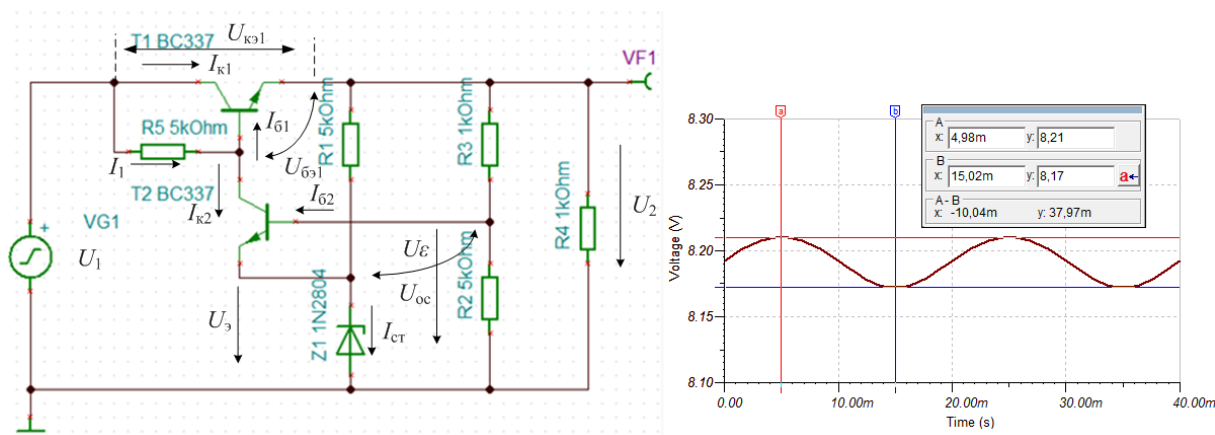 T1 BC337
Uкэ1
Iк1
VF1
R5 5kOhm
Iб1
I1
Uбэ1
T2 BC337
Iк2
Iб2
R1 5kOhm
R3 1kOhm
R4 1kOhm
U2
VG1
+
U1
Uε
Uос
R2 5kOhm
Uэ
Z1 1N2804
Iст
a
b
A
x: 4,98m y: 8,21
B
x: 15,02m y: 8,17
a
A - B
x: -10,04m y: 37,97m
Voltage (V)
8.30
8.25
8.20
8.15
8.10
0.00 10.00m 20.00m 30.00m 40.00m
Time (s)